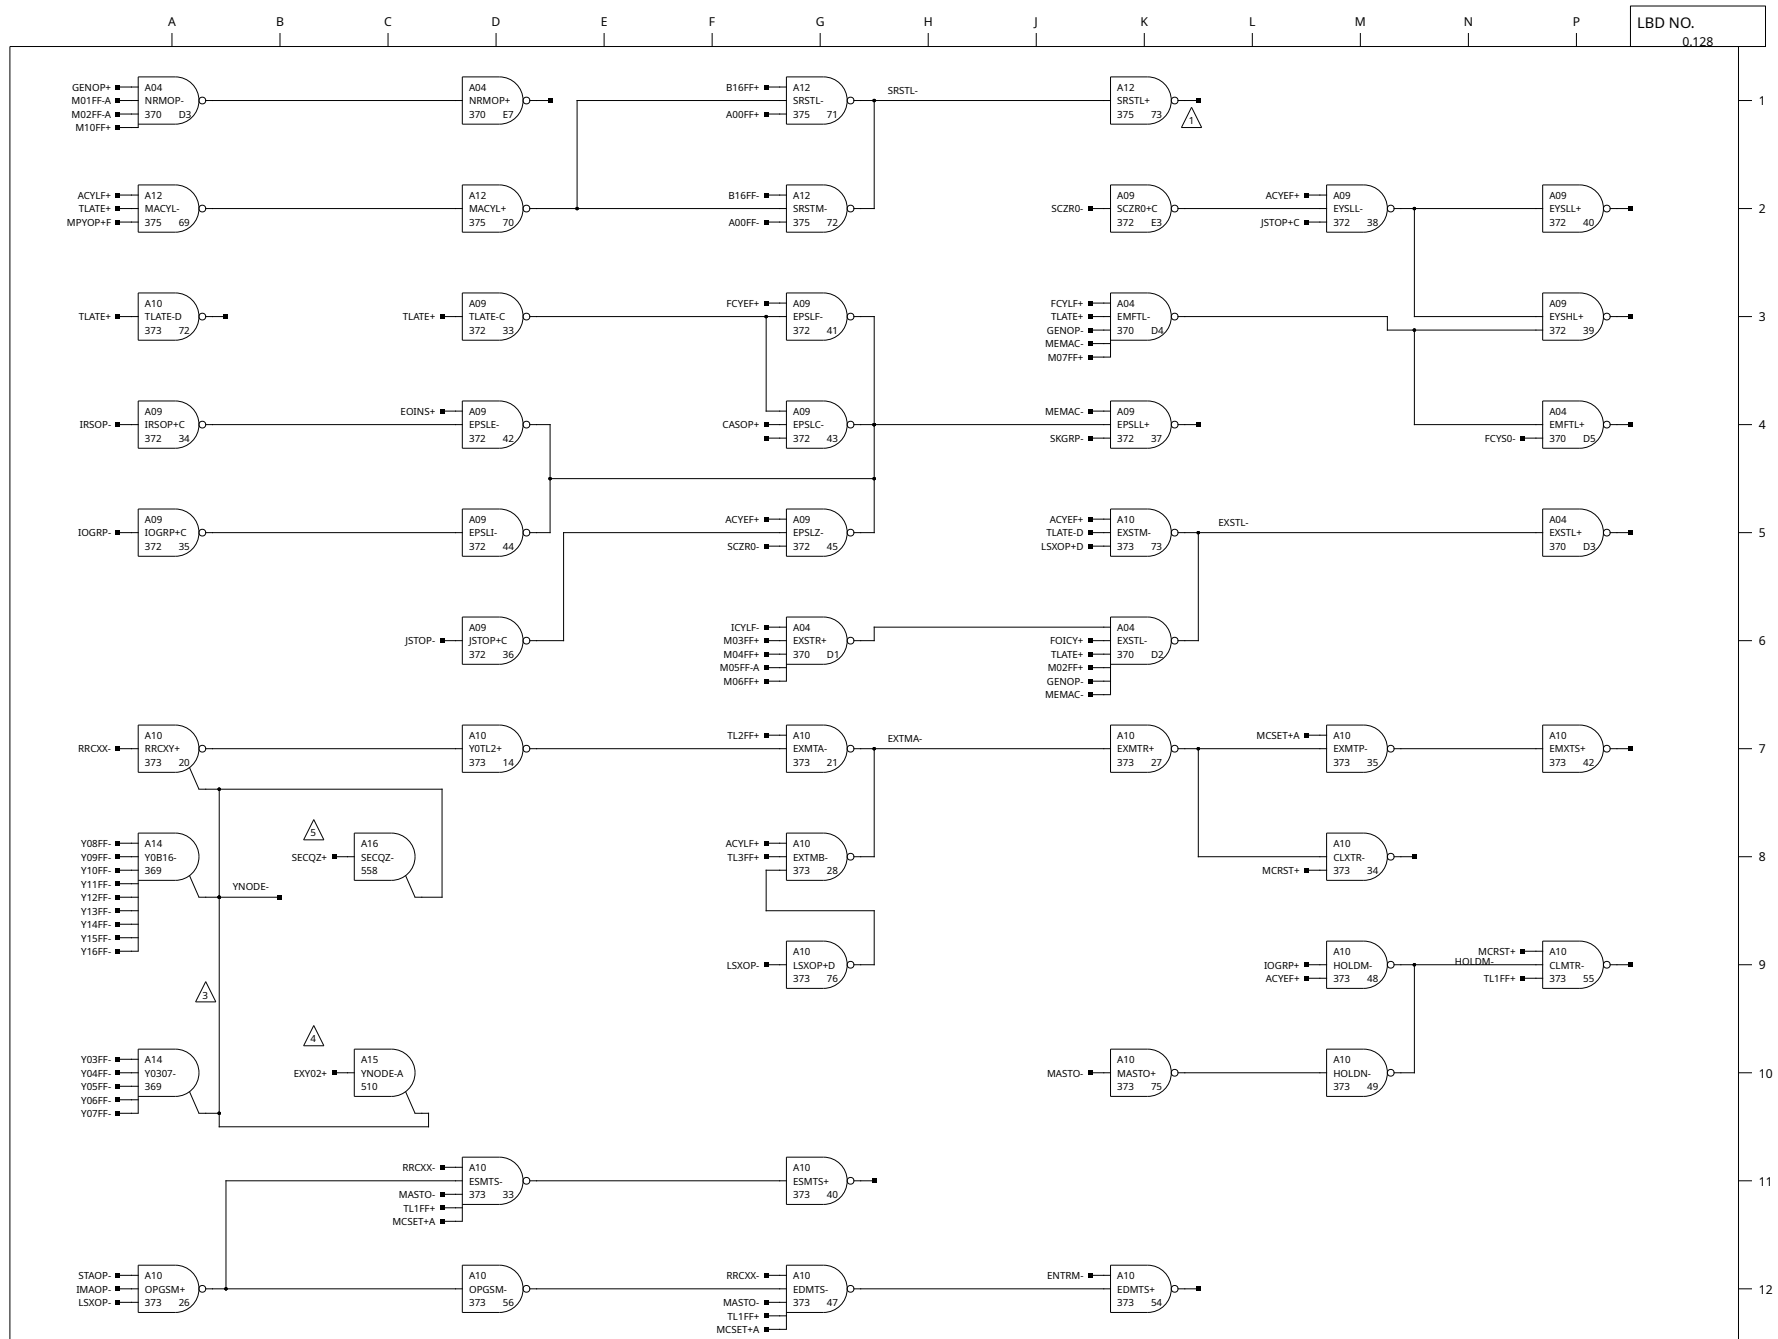 A B C D E F G H J K L M N P
LBD NO.
0.128
GENOP+
M01FF-A
M02FF-A
M10FF+
A04
NRMOP-
370 D3
A04
NRMOP+
370 E7
B16FF+
A00FF+
A12
SRSTL-
375 71
SRSTL-
A12
SRSTL+
375 73
1
1
ACYLF+
TLATE+
MPYOP+F
A12
MACYL-
375 69
A12
MACYL+
375 70
B16FF-
A00FF-
A12
SRSTM-
375 72
SCZR0-
A09
SCZR0+C
372 E3
ACYEF+
JSTOP+C
A09
EYSLL-
372 38
A09
EYSLL+
372 40
2
TLATE+
A10
TLATE-D
373 72
TLATE+
A09
TLATE-C
372 33
FCYEF+
A09
EPSLF-
372 41
FCYLF+
TLATE+
GENOP-
MEMAC-
M07FF+
A04
EMFTL-
370 D4
A09
EYSHL+
372 39
3
IRSOP-
A09
IRSOP+C
372 34
EOINS+
A09
EPSLE-
372 42
CASOP+
A09
EPSLC-
372 43
MEMAC-
SKGRP-
A09
EPSLL+
372 37
FCYS0-
A04
EMFTL+
370 D5
4
IOGRP-
A09
IOGRP+C
372 35
A09
EPSLI-
372 44
ACYEF+
SCZR0-
A09
EPSLZ-
372 45
ACYEF+
TLATE-D
LSXOP+D
A10
EXSTM-
373 73
EXSTL-
A04
EXSTL+
370 D3
5
JSTOP-
A09
JSTOP+C
372 36
ICYLF-
M03FF+
M04FF+
M05FF-A
M06FF+
A04
EXSTR+
370 D1
FOICY+
TLATE+
M02FF+
GENOP-
MEMAC-
A04
EXSTL-
370 D2
6
RRCXX-
A10
RRCXY+
373 20
A10
Y0TL2+
373 14
TL2FF+
A10
EXMTA-
373 21
EXTMA-
A10
EXMTR+
373 27
MCSET+A
A10
EXMTP-
373 35
A10
EMXTS+
373 42
7
Y08FF-
Y09FF-
Y10FF-
Y11FF-
Y12FF-
Y13FF-
Y14FF-
Y15FF-
Y16FF-
A14
Y0B16-
369
YNODE-
5
SECQZ+
A16
SECQZ-
558
ACYLF+
TL3FF+
A10
EXTMB-
373 28
MCRST+
A10
CLXTR-
373 34
8
3
LSXOP-
A10
LSXOP+D
373 76
IOGRP+
ACYEF+
A10
HOLDM-
373 48
MCRST+
HOLDM-
TL1FF+
A10
CLMTR-
373 55
9
Y03FF-
Y04FF-
Y05FF-
Y06FF-
Y07FF-
A14
Y0307-
369
4
EXY02+
A15
YNODE-A
510
MASTO-
A10
MASTO+
373 75
A10
HOLDN-
373 49
10
RRCXX-
MASTO-
TL1FF+
MCSET+A
A10
ESMTS-
373 33
A10
ESMTS+
373 40
11
STAOP-
IMAOP-
LSXOP-
A10
OPGSM+
373 26
A10
OPGSM-
373 56
RRCXX-
MASTO-
TL1FF+
MCSET+A
A10
EDMTS-
373 47
ENTRM-
A10
EDMTS+
373 54
12